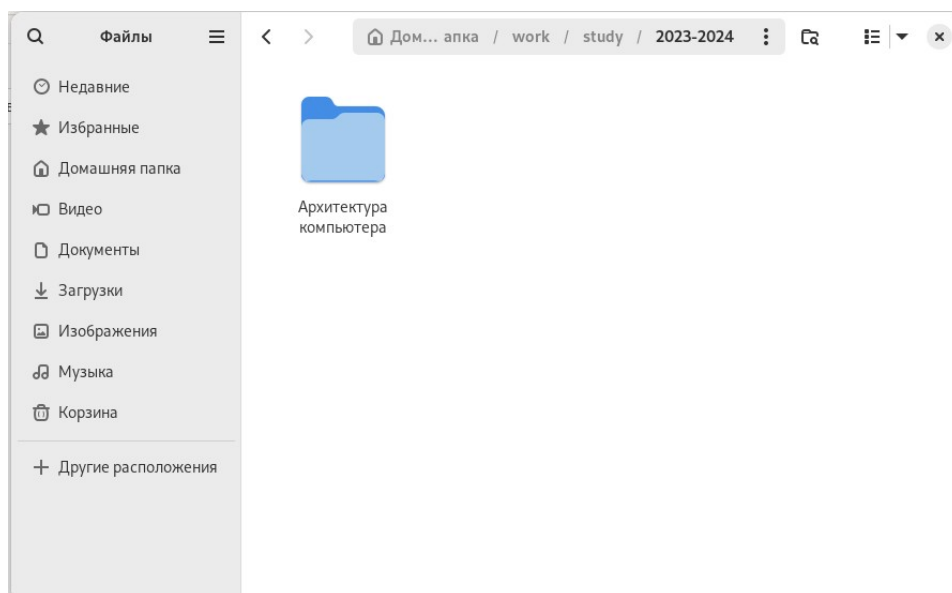 Файлы
Дом... апка / work / study / 2023-2024
Недавние
Избранные
Домашняя папка
Видео
Документы
Загрузки
Изображения
Музыка
Корзина
Другие расположения
Архитектура
компьютера